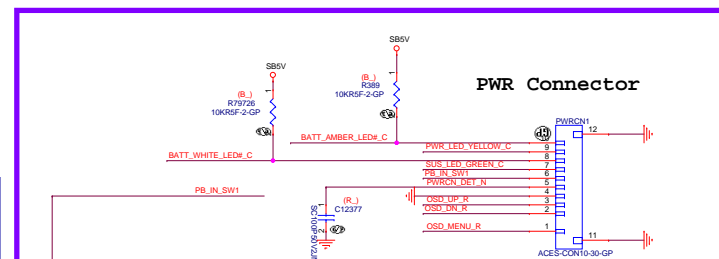 SB5V
SB5V
(B_)
R389
10KR5F-2-GP
(B_)
R79726
10KR5F-2-GP
PWR Connector
PWRCN1
12
BATT_AMBER_LED#_C
PWR_LED_YELLOW_C
9
BATT_WHITE_LED#_C
8
SUS_LED_GREEN_C
7
PB_IN_SW1
6
PWRCN_DET_N
5
4
PB_IN_SW1
OSD_UP_R
3
OSD_DN_R
2
(R_)
C12377
1
2
OSD_MENU_R
1
11
ACES-CON10-30-GP